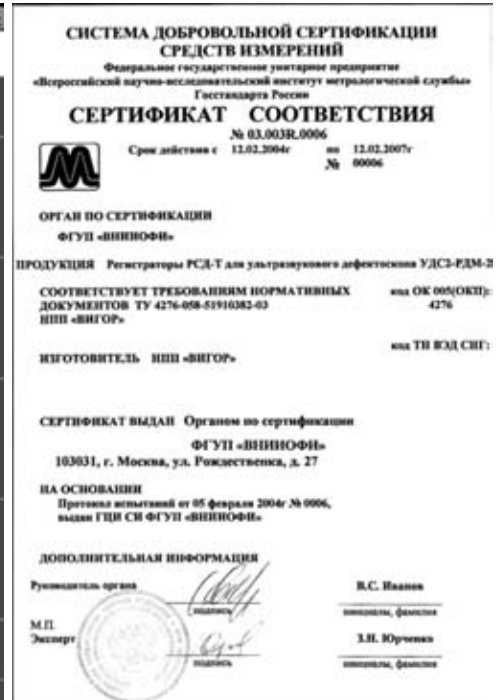 СИСТЕМА ДОБРОВОЛЬНОЙ СЕРТИФИКАЦИИ
СРЕДСТВ ИЗМЕРЕНИЙ
Федеральное государственное унитарное предприятие
«Всероссийский научно-исследовательский институт метрологической службы»
Госстандарта России
СЕРТИФИКАТ СООТВЕТСТВИЯ
№ 03.003R.0006
Срок действия с 12.02.2004г по 12.02.2007г
№ 00006
ОРГАН ПО СЕРТИФИКАЦИИ
ФГУП «ВНИИОФИ»
ПРОДУКЦИЯ Регистраторы РСД-Т для ультразвукового дефектоскопа УДС2-РДМ-2
СООТВЕТСТВУЕТ ТРЕБОВАНИЯМ НОРМАТИВНЫХ код ОК 005(ОКП):
ДОКУМЕНТОВ ТУ 4276-058-51910382-03 4276
НПП «ВИГОР»
код ТН ВЭД СНГ:
ИЗГОТОВИТЕЛЬ НПП «ВИГОР»
СЕРТИФИКАТ ВЫДАН Органом по сертификации
ФГУП «ВНИИОФИ»
103031, г. Москва, ул. Рождественка, д. 27
НА ОСНОВАНИИ
Протокол испытаний от 05 февраля 2004г № 0006,
выдан ГЦИ СИ ФГУП «ВНИИОФИ»
ДОПОЛНИТЕЛЬНАЯ ИНФОРМАЦИЯ
Руководитель органа В.С. Иванов
подпись инициалы, фамилия
М.П.
Эксперт З.Н. Юрченко
подпись инициалы, фамилия